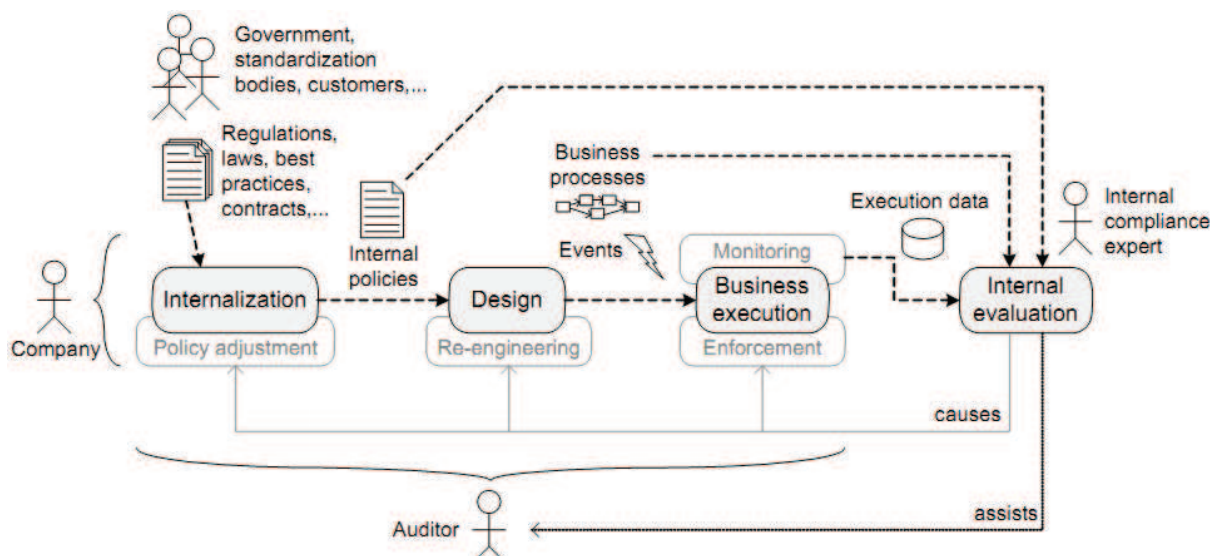 Government,
standardization
bodies, customers,...
Regulations,
laws, best
practices,
contracts,...
Internal
policies
Business
processes
Events
Execution data
Internal
compliance
expert
Company
Internalization
Policy adjustment
Design
Re-engineering
Monitoring
Business
execution
Enforcement
Internal
evaluation
causes
assists
Auditor